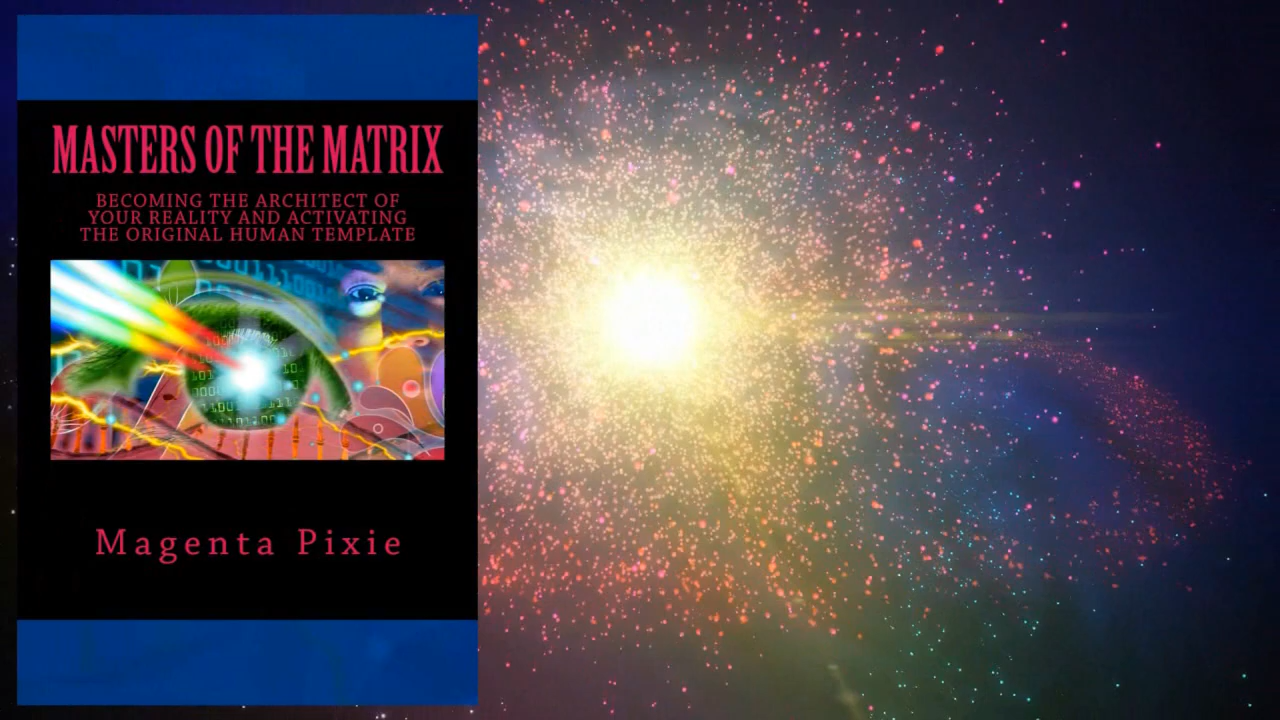 MASTERS OF THE MATRIX
BECOMING THE ARCHITECT OF
YOUR REALITY AND ACTIVATING
THE ORIGINAL HUMAN TEMPLATE
Magenta Pixie